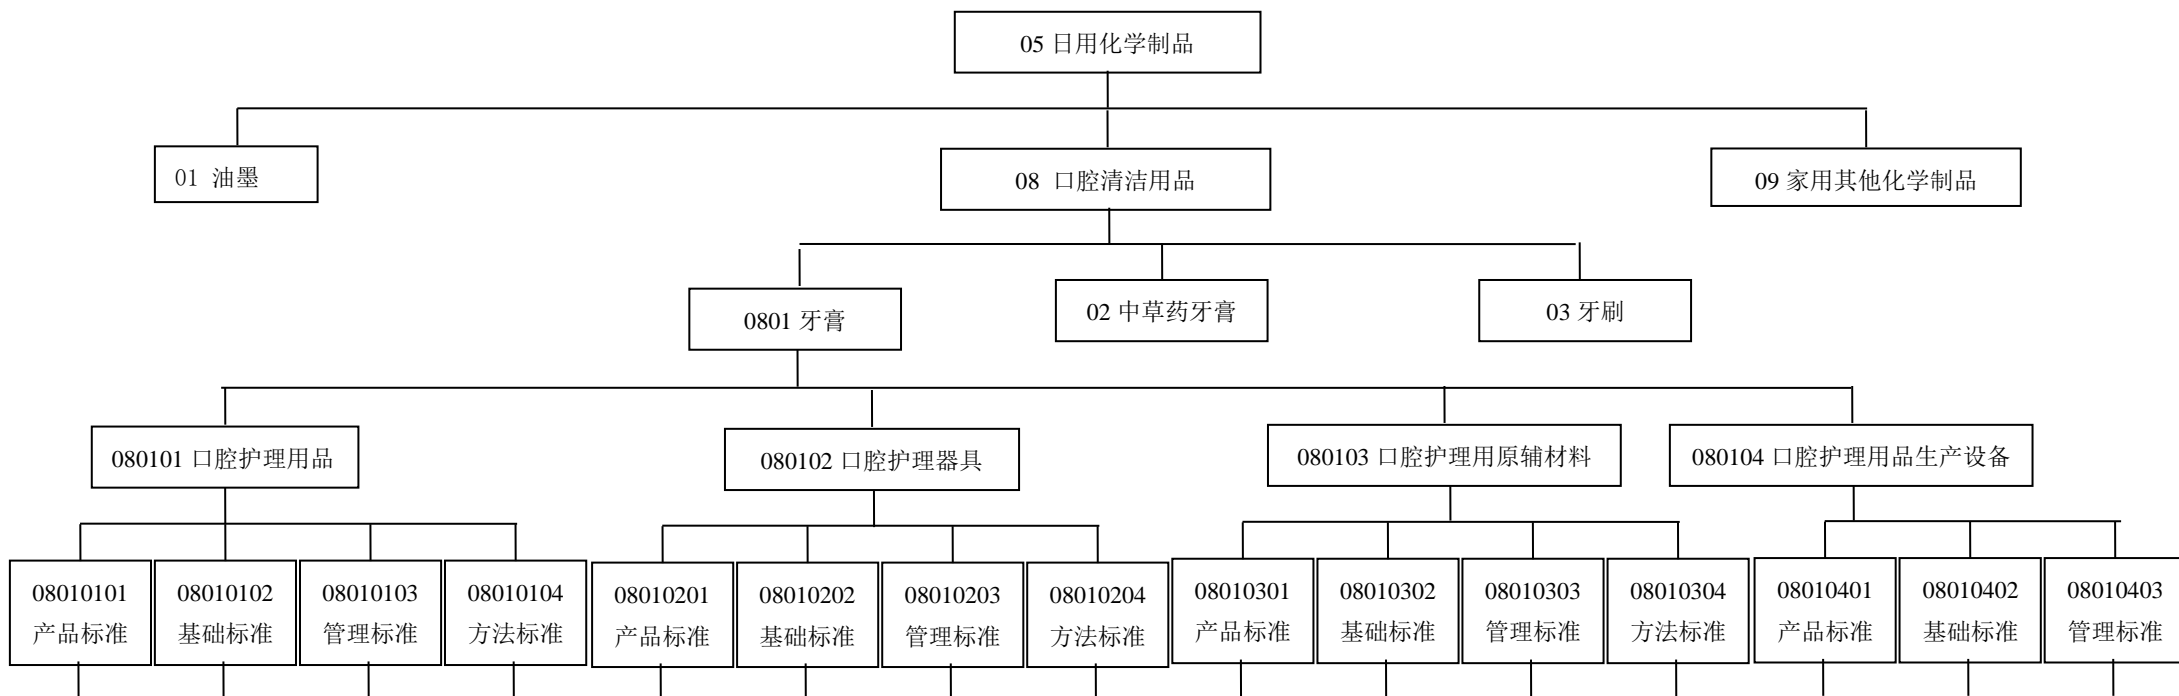 05 日用化学制品
01 油墨
08 口腔清洁用品
09 家用其他化学制品
0801 牙膏
02 中草药牙膏
03 牙刷
080101 口腔护理用品
080102 口腔护理器具
080103 口腔护理用原辅材料
080104 口腔护理用品生产设备
08010101
产品标准
08010102
基础标准
08010103
管理标准
08010104
方法标准
08010201
产品标准
08010202
基础标准
08010203
管理标准
08010204
方法标准
08010301
产品标准
08010302
基础标准
08010303
管理标准
08010304
方法标准
08010401
产品标准
08010402
基础标准
08010403
管理标准